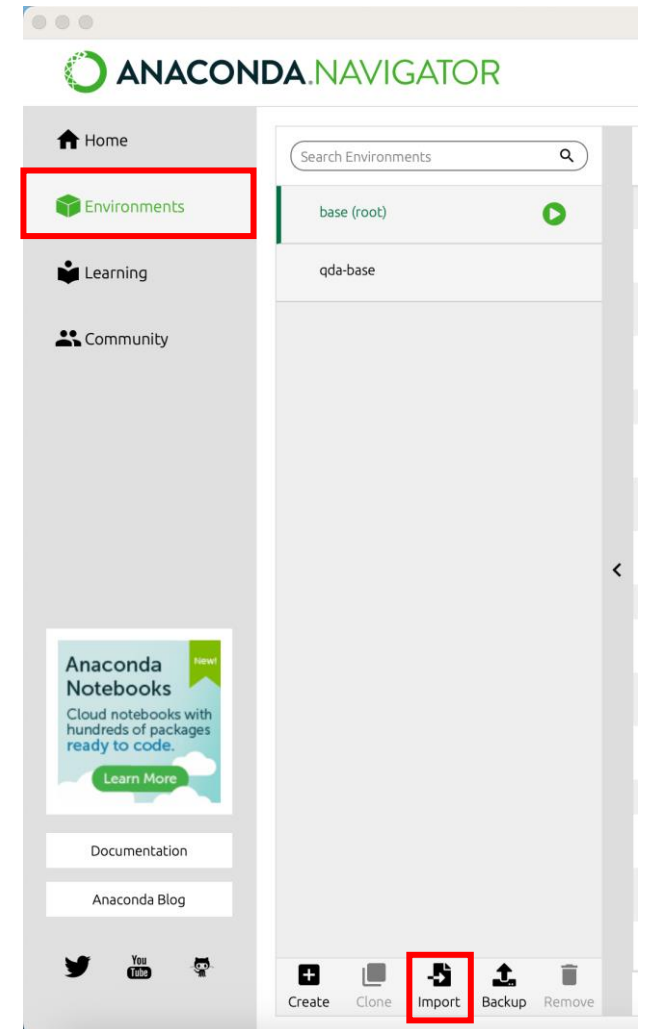 ANACONDA.NAVIGATOR
Home
Environments
Learning
Community
Search Environments
base (root)
qda-base
Anaconda
Notebooks
New!
Cloud notebooks with
hundreds of packages
ready to code.
Learn More
Documentation
Anaconda Blog
You
Tube
Create
Clone
Import
Backup
Remove